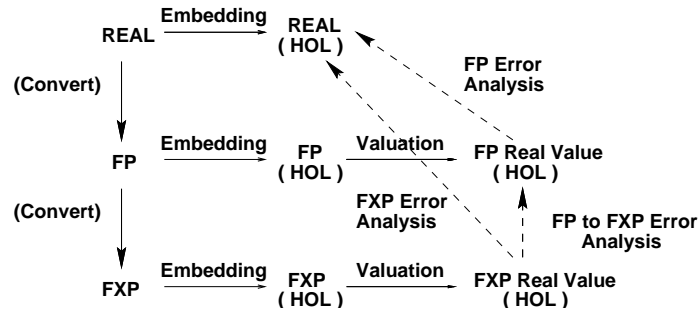 Embedding
REAL
REAL
( HOL )
(Convert)
FP Error
Analysis
Embedding
Valuation
FP
FP
( HOL )
FP Real Value
( HOL )
(Convert)
FXP Error
Analysis
FP to FXP Error
Analysis
Embedding
Valuation
FXP
FXP
( HOL )
FXP Real Value
( HOL )